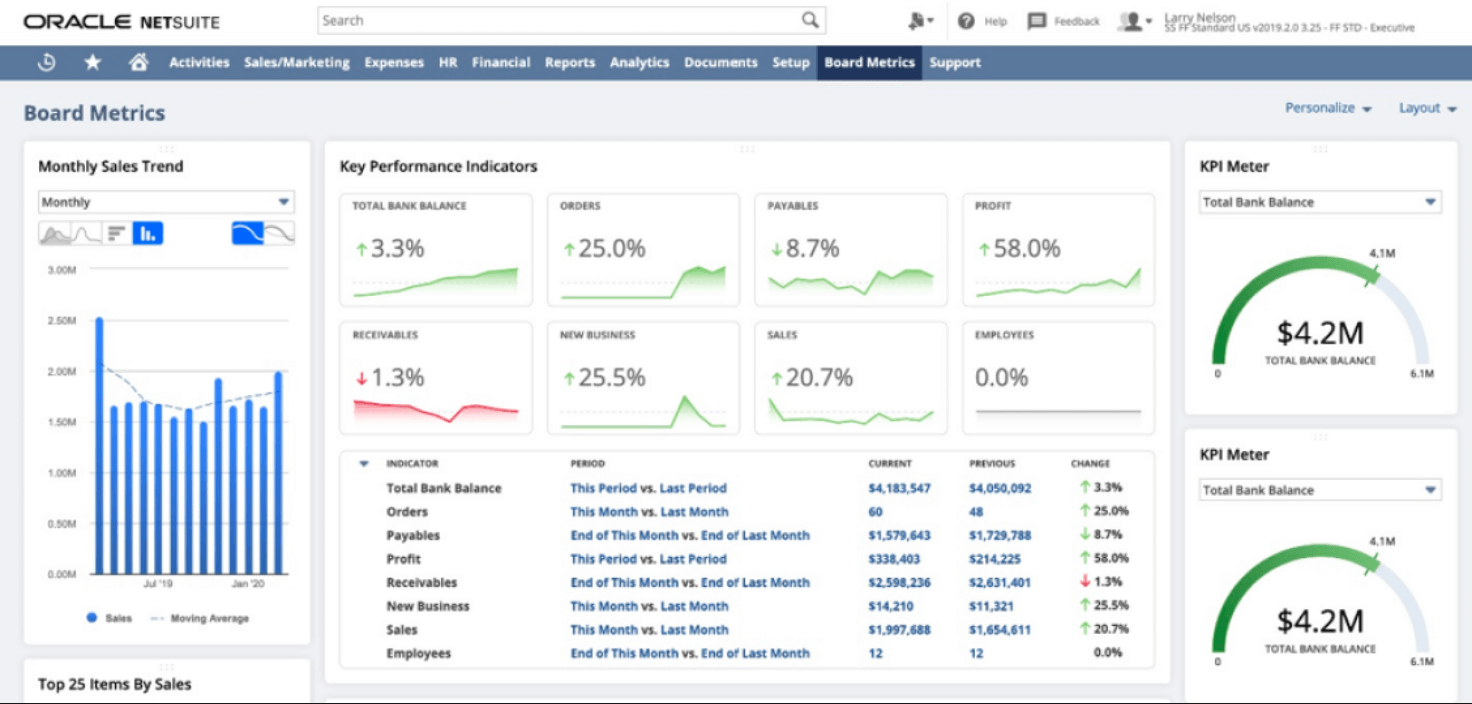 ORACLE NETSUITE
Search
Help
Feedback
Larry Nelson
SS FF Standard US v2019.2.0 3.25 - FF STD - Executive
Activities Sales/Marketing Expenses HR Financial Reports Analytics Documents Setup Board Metrics Support
Board Metrics
Personalize
Layout
Monthly Sales Trend
Monthly
3.00M
2.50M
2.00M
1.50M
1.00M
0.50M
0.00M
Jul '19 Jan '20
Sales Moving Average
Top 25 Items By Sales
Key Performance Indicators
TOTAL BANK BALANCE
3.3%
ORDERS
25.0%
PAYABLES
8.7%
PROFIT
58.0%
RECEIVABLES
1.3%
NEW BUSINESS
25.5%
SALES
20.7%
EMPLOYEES
0.0%
INDICATOR PERIOD CURRENT PREVIOUS CHANGE
Total Bank Balance This Period vs. Last Period $4,183,547 $4,050,092 3.3%
Orders This Month vs. Last Month 60 48 25.0%
Payables End of This Month vs. End of Last Month $1,579,643 $1,729,788 8.7%
Profit This Period vs. Last Period $338,403 $214,225 58.0%
Receivables End of This Month vs. End of Last Month $2,598,236 $2,631,401 1.3%
New Business This Month vs. Last Month $14,210 $11,321 25.5%
Sales This Month vs. Last Month $1,997,688 $1,654,611 20.7%
Employees End of This Month vs. End of Last Month 12 12 0.0%
KPI Meter
Total Bank Balance
4.1M
$4.2M
TOTAL BANK BALANCE
0 6.1M
KPI Meter
Total Bank Balance
4.1M
$4.2M
TOTAL BANK BALANCE
0 6.1M